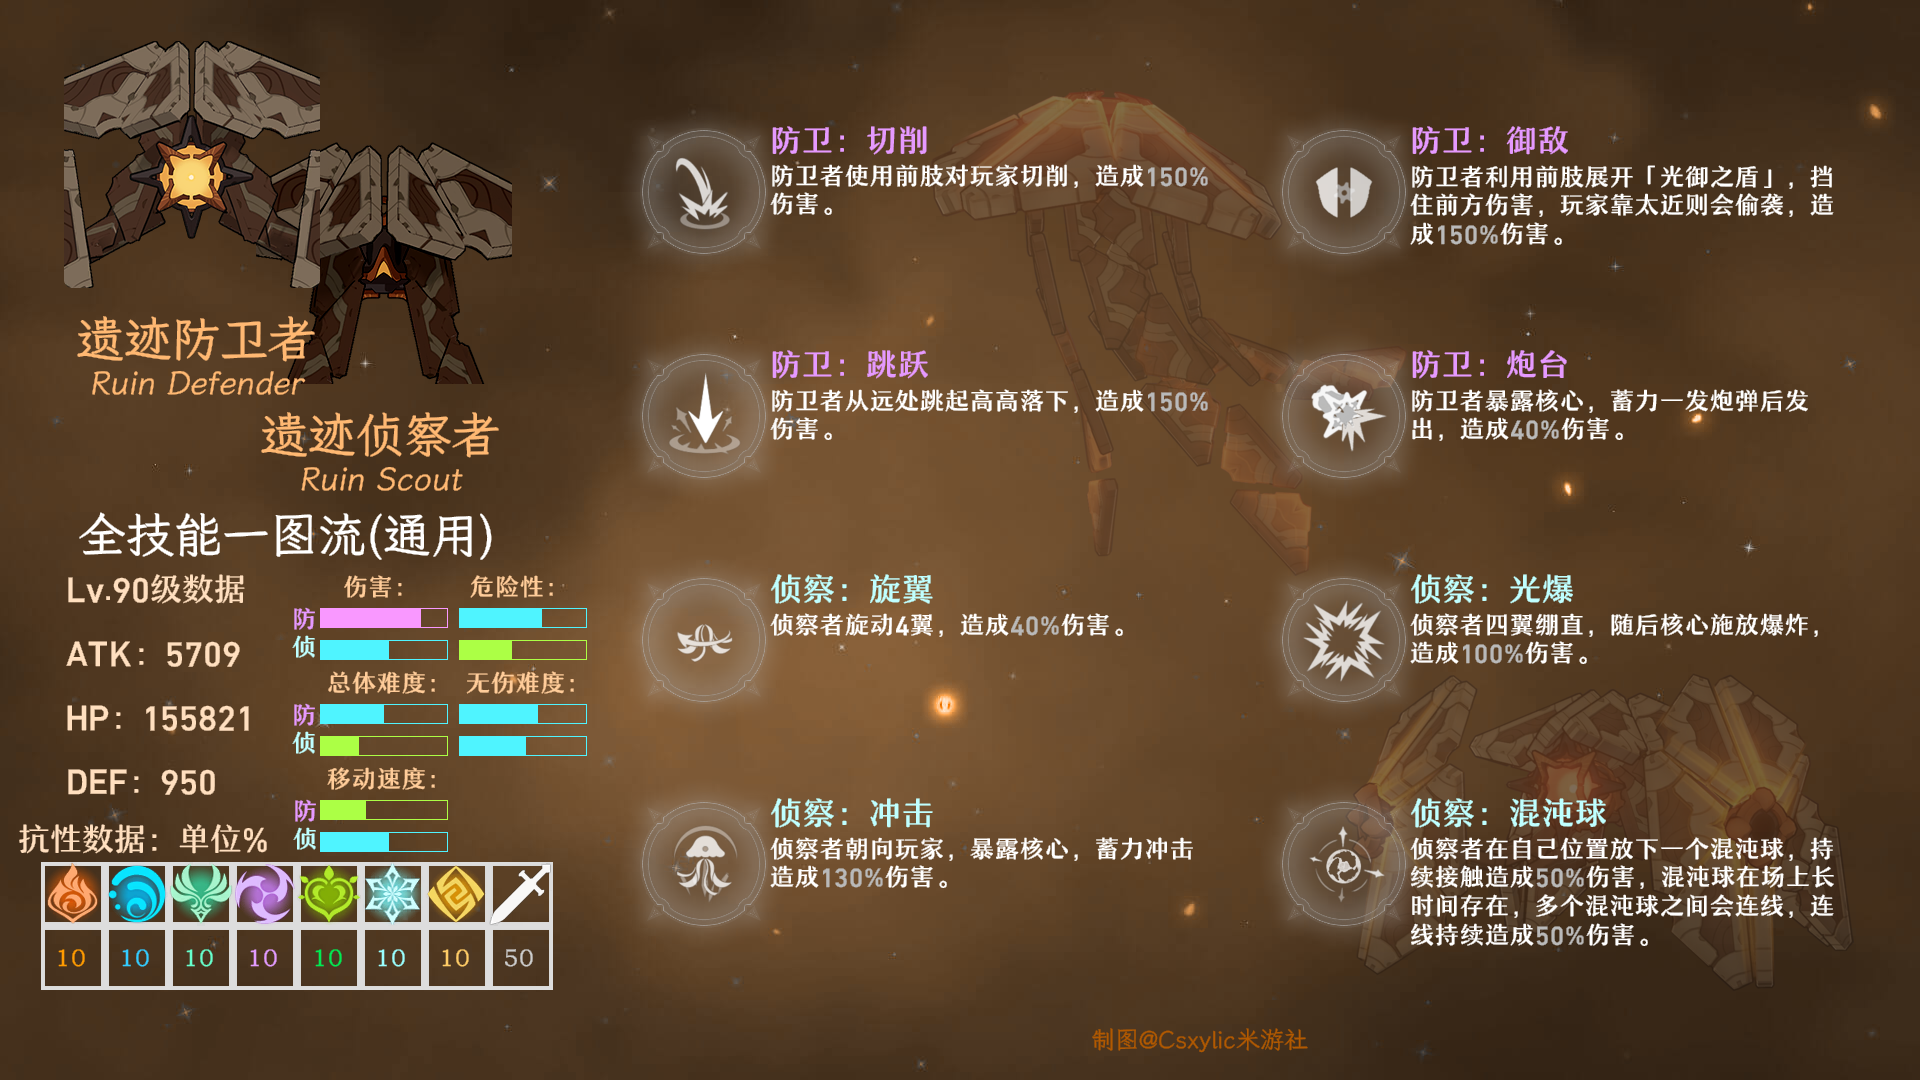 遗迹防卫者
Ruin Defender
遗迹侦察者
Ruin Scout
全技能一图流(通用)
Lv.90级数据
ATK：5709
HP：155821
DEF：950
抗性数据：单位%
伤害：
危险性：
防
侦
总体难度：
无伤难度：
防
侦
移动速度：
防
侦
10 10 10 10 10 10 10 50
防卫：切削
防卫者使用前肢对玩家切削，造成150%
伤害。
防卫：御敌
防卫者利用前肢展开「光御之盾」，挡
住前方伤害，玩家靠太近则会偷袭，造
成150%伤害。
防卫：跳跃
防卫者从远处跳起高高落下，造成150%
伤害。
防卫：炮台
防卫者暴露核心，蓄力一发炮弹后发
出，造成40%伤害。
侦察：旋翼
侦察者旋动4翼，造成40%伤害。
侦察：光爆
侦察者四翼绷直，随后核心施放爆炸，
造成100%伤害。
侦察：冲击
侦察者朝向玩家，暴露核心，蓄力冲击
造成130%伤害。
侦察：混沌球
侦察者在自己位置放下一个混沌球，持
续接触造成50%伤害，混沌球在场上长
时间存在，多个混沌球之间会连线，连
线持续造成50%伤害。
制图@Csxylic米游社